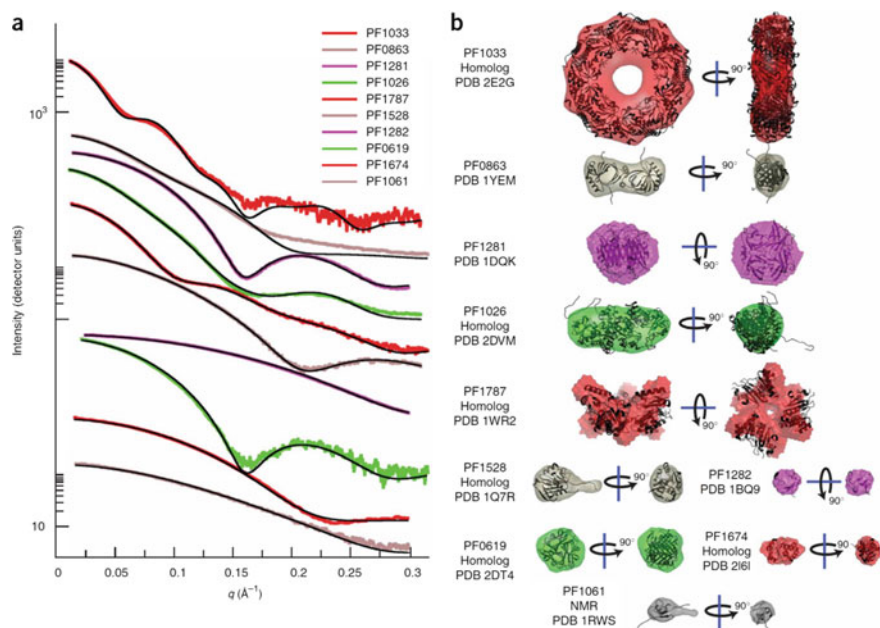 a
PF1033
PF0863
PF1281
PF1026
PF1787
PF1528
PF1282
PF0619
PF1674
PF1061
10³
10
Intensity (detector units)
0
0.05
0.1
0.15
0.2
0.25
0.3
q (Å⁻¹)
b
PF1033
Homolog
PDB 2E2G
90°
PF0863
PDB 1YEM
90°
PF1281
PDB 1DQK
90°
PF1026
Homolog
PDB 2DVM
90°
PF1787
Homolog
PDB 1WR2
90°
PF1528
Homolog
PDB 1Q7R
90°
PF1282
PDB 1BQ9
90°
PF0619
Homolog
PDB 2DT4
90°
PF1674
Homolog
PDB 2I6I
90°
PF1061
NMR
PDB 1RWS
90°